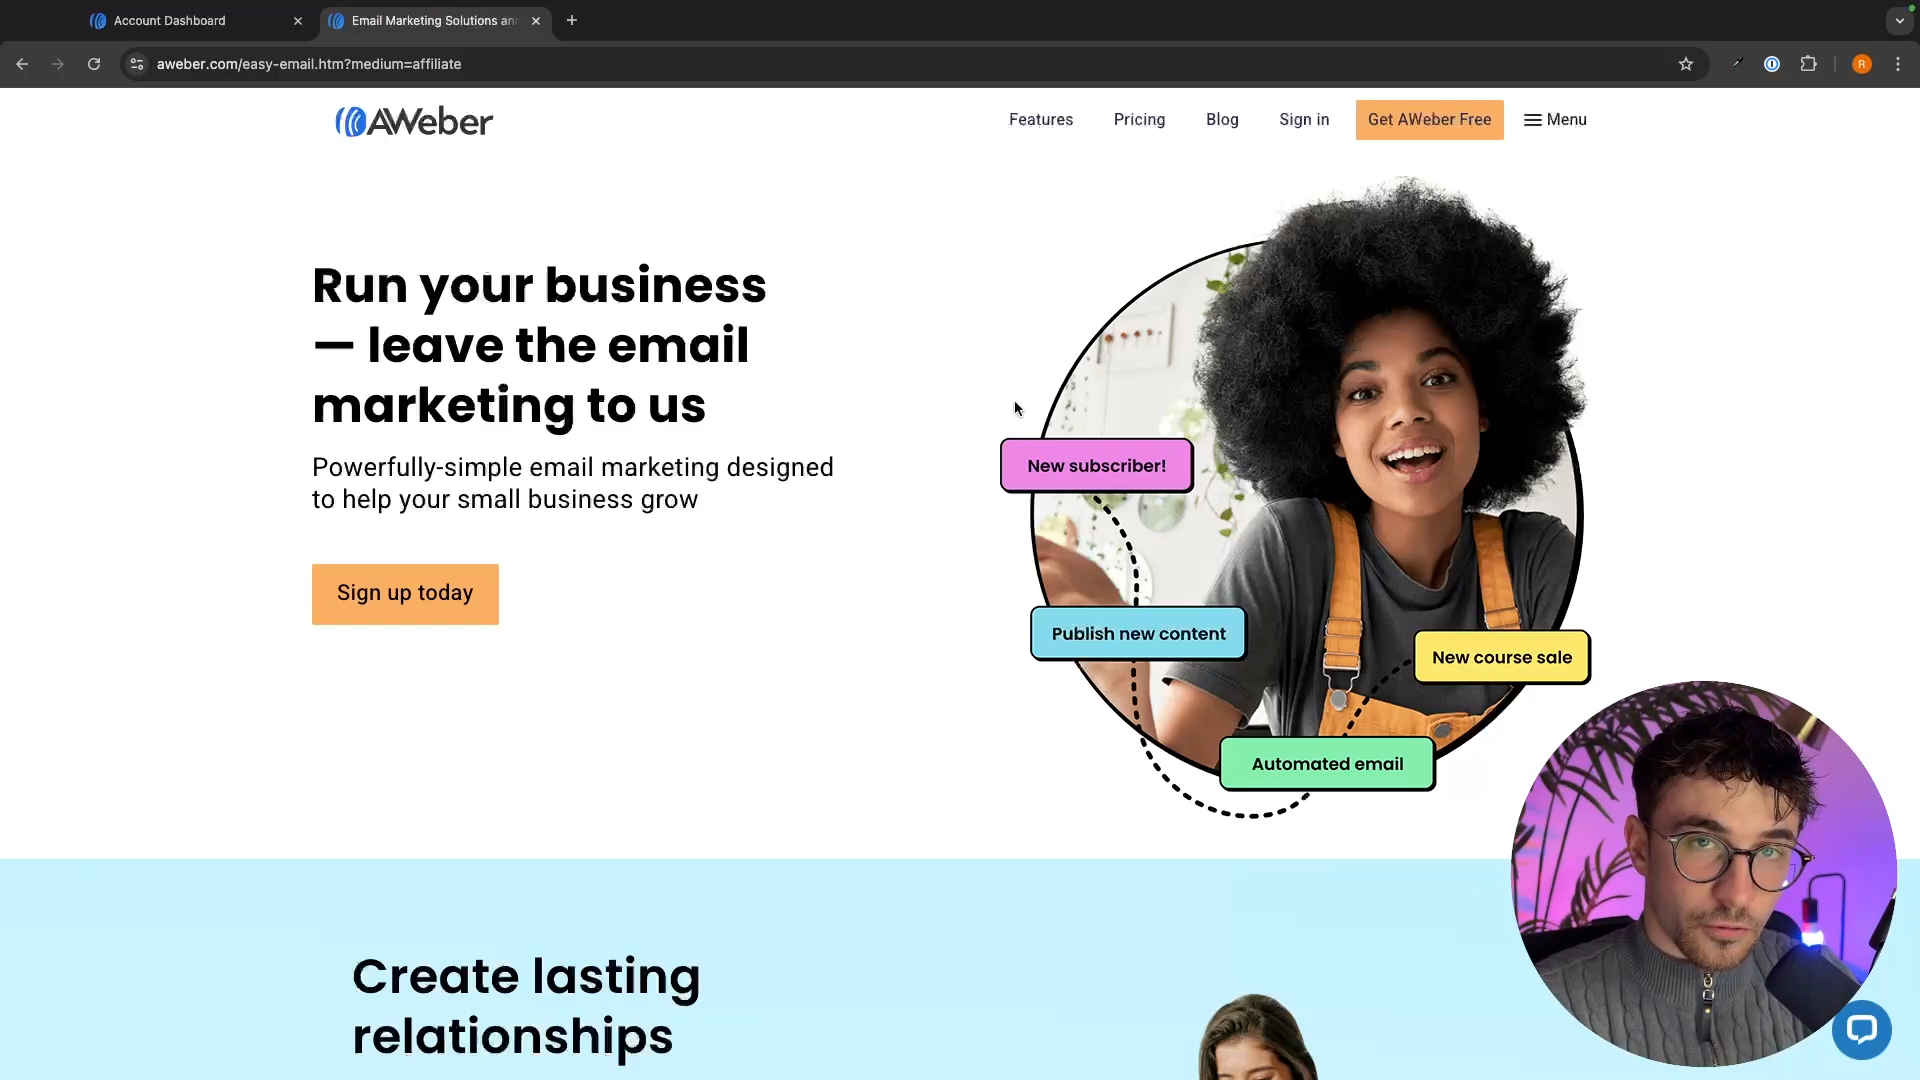 Account Dashboard
Email Marketing Solutions an
aweber.com/easy-email.htm?medium=affiliate
R
AWeber
Features
Pricing
Blog
Sign in
Get AWeber Free
Menu
Run your business
— leave the email
marketing to us
Powerfully-simple email marketing designed
to help your small business grow
Sign up today
New subscriber!
Publish new content
New course sale
Automated email
Create lasting
relationships